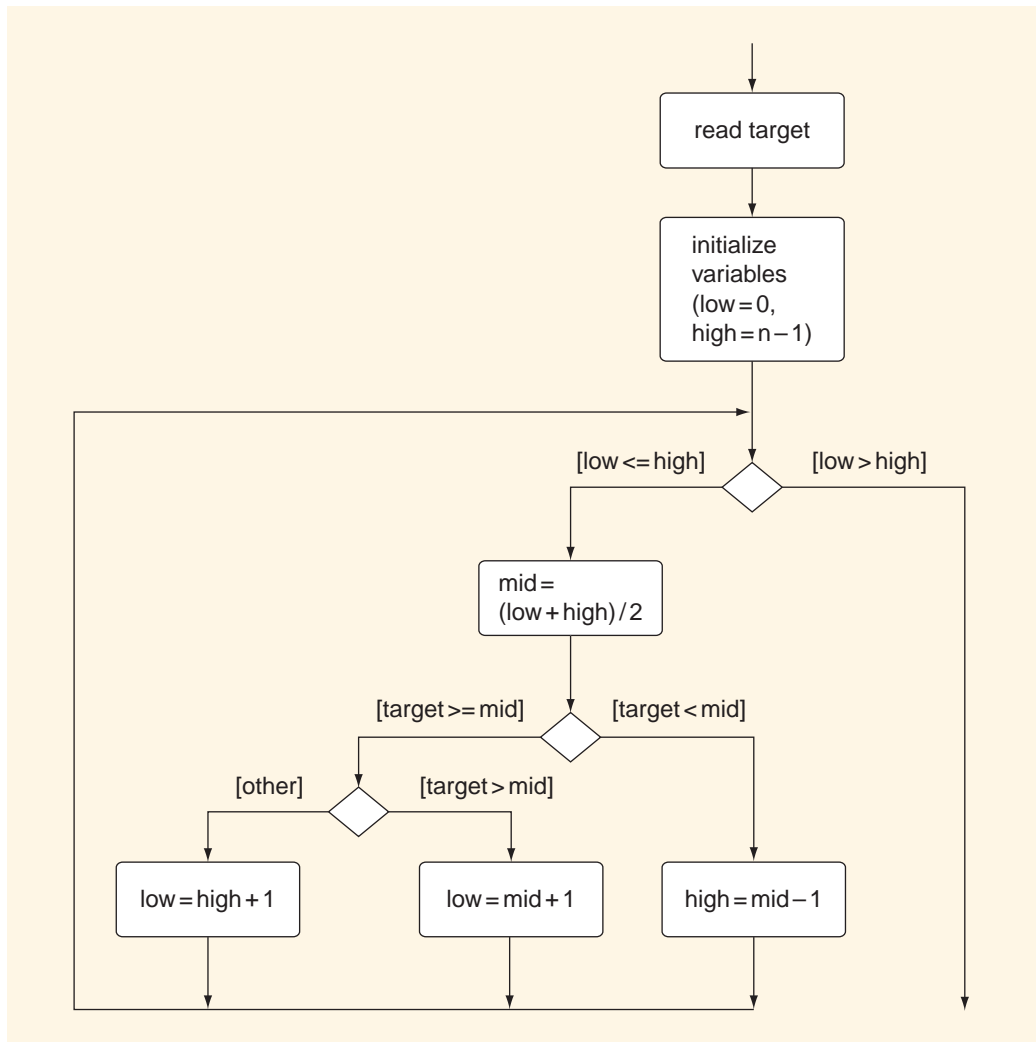 read target
initialize
variables
(low = 0,
high = n – 1)
[low <= high]
[low > high]
mid =
(low + high) / 2
[target >= mid]
[target < mid]
[other]
[target > mid]
low = high + 1
low = mid + 1
high = mid – 1